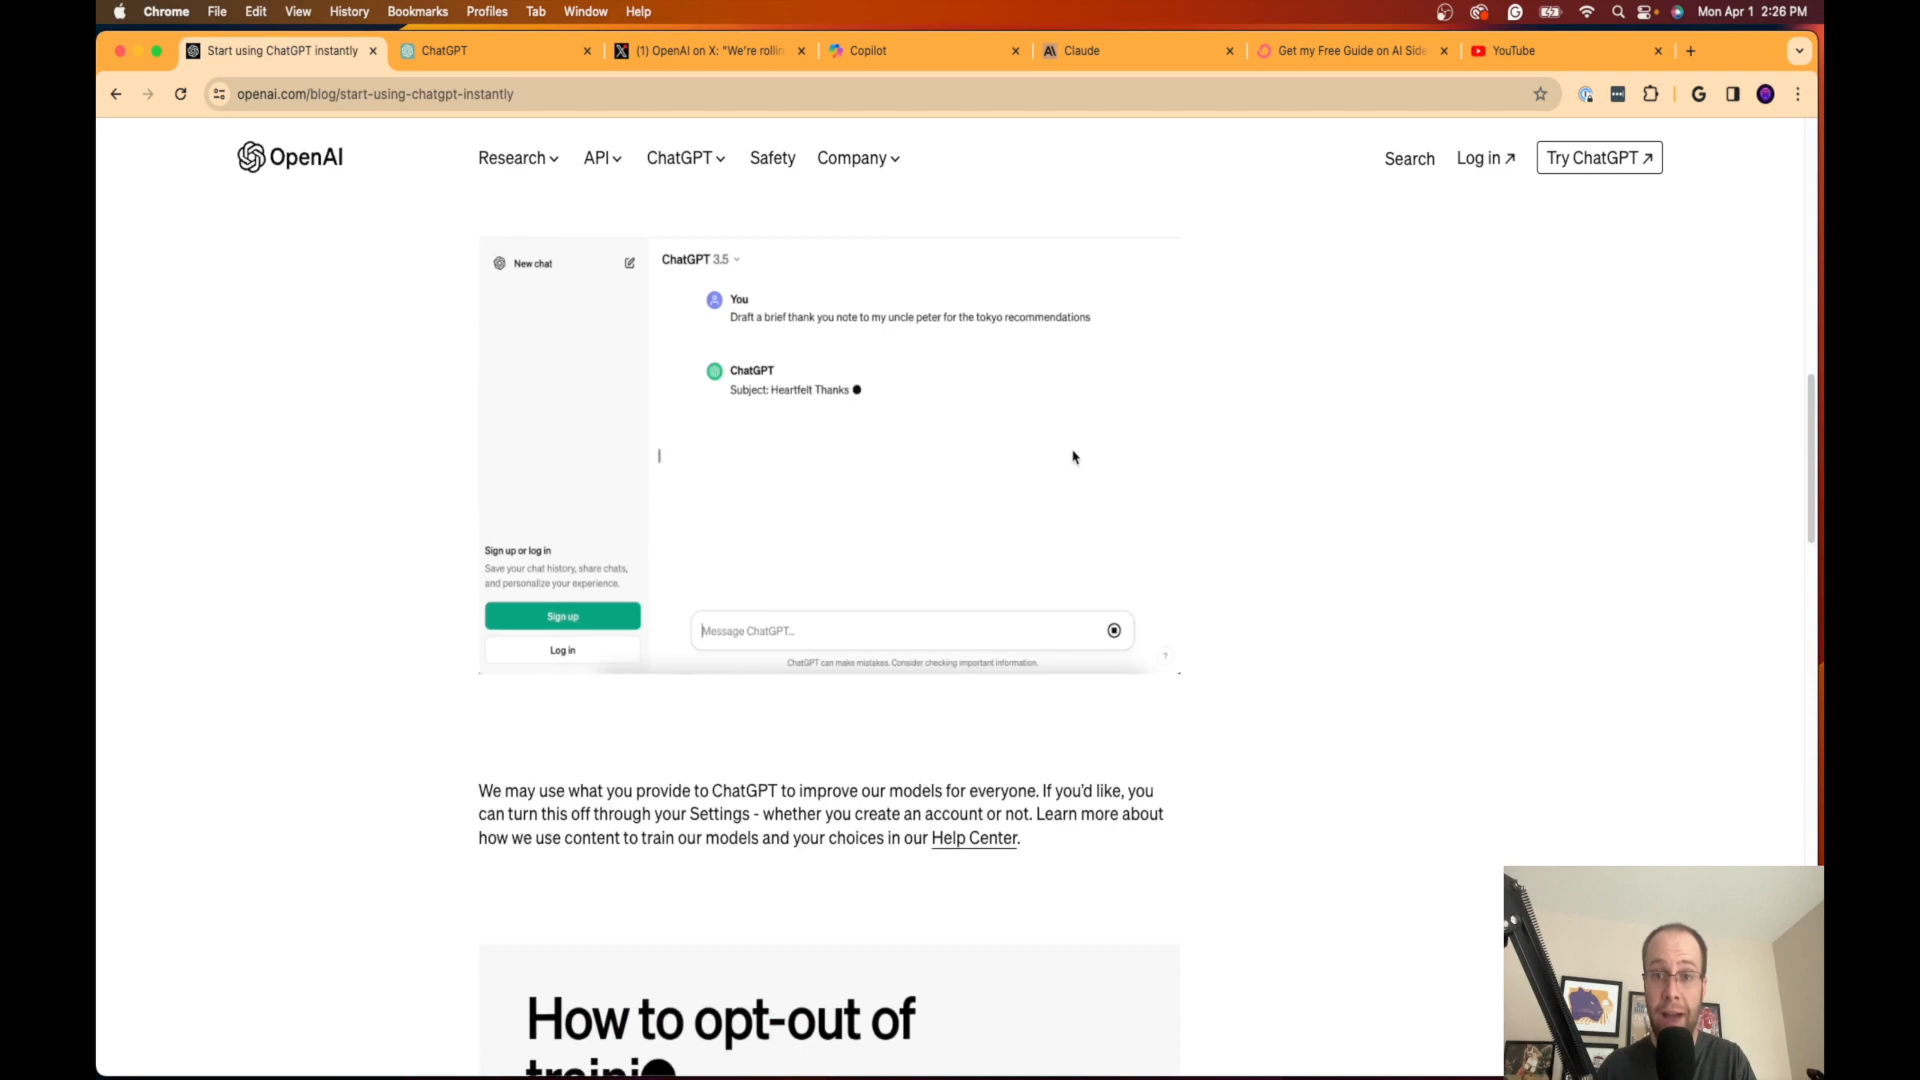 Chrome File Edit View History Bookmarks Profiles Tab Window Help Mon Apr 1 2:26 PM
Start using ChatGPT instantly ChatGPT (1) OpenAI on X: "We're rollin Copilot Claude Get my Free Guide on AI Side YouTube
openai.com/blog/start-using-chatgpt-instantly
OpenAI Research API ChatGPT Safety Company Search Log in Try ChatGPT
New chat
ChatGPT 3.5
You
Draft a brief thank you note to my uncle peter for the tokyo recommendations
ChatGPT
Subject: Heartfelt Thanks
Sign up or log in
Save your chat history, share chats,
and personalize your experience.
Sign up
Log in
Message ChatGPT...
ChatGPT can make mistakes. Consider checking important information.
?
We may use what you provide to ChatGPT to improve our models for everyone. If you'd like, you
can turn this off through your Settings - whether you create an account or not. Learn more about
how we use content to train our models and your choices in our Help Center.
How to opt-out of
traini